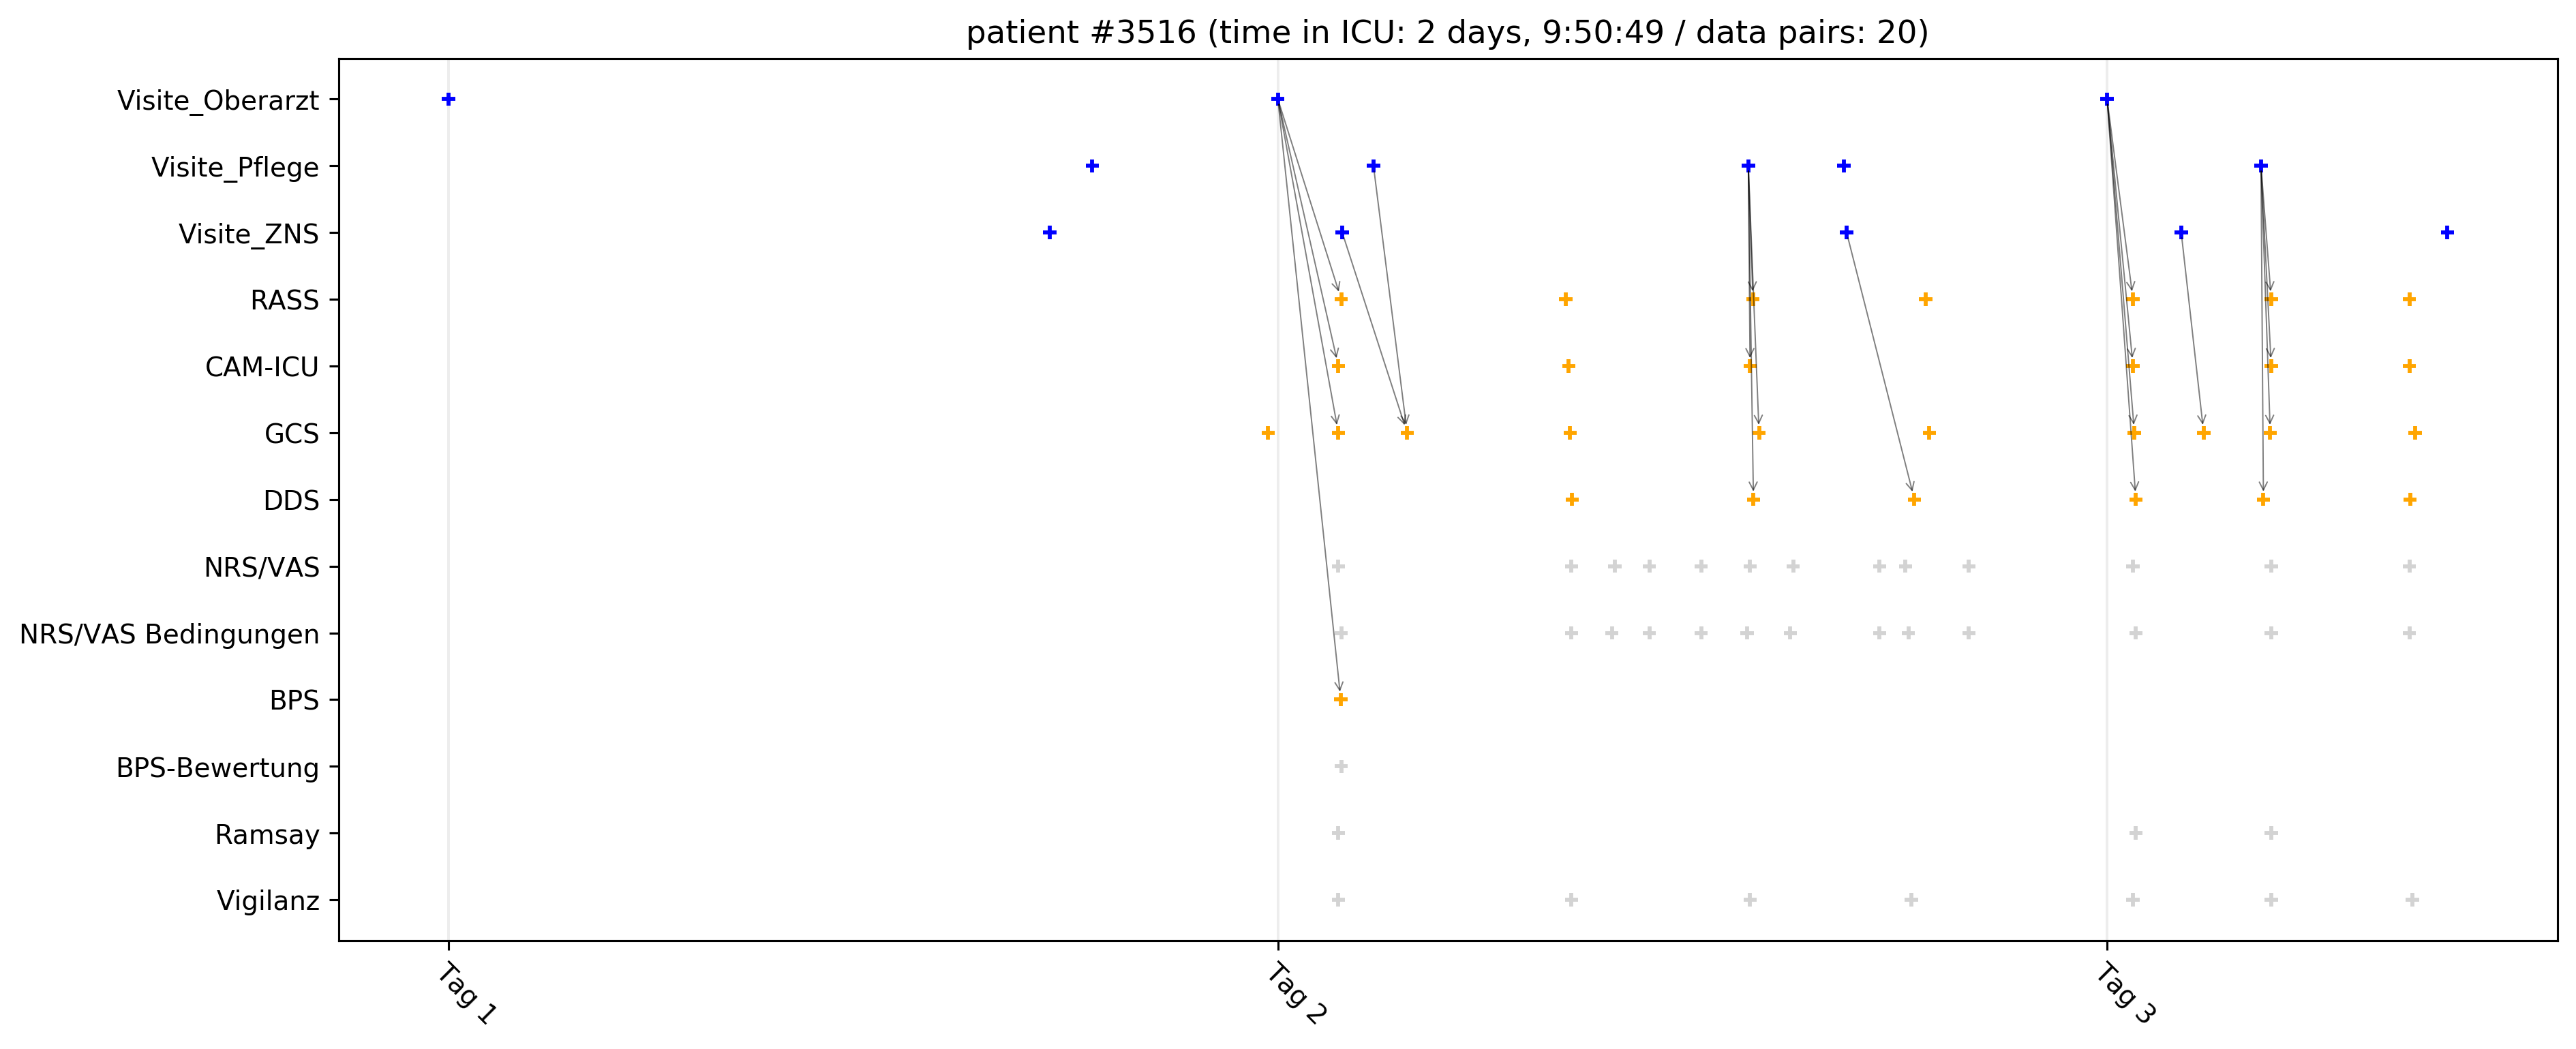 patient #3516 (time in ICU: 2 days, 9:50:49 / data pairs: 20)
Visite_Oberarzt
Visite_Pflege
Visite_ZNS
RASS
CAM-ICU
GCS
DDS
NRS/VAS
NRS/VAS Bedingungen
BPS
BPS-Bewertung
Ramsay
Vigilanz
Tag 1
Tag 2
Tag 3